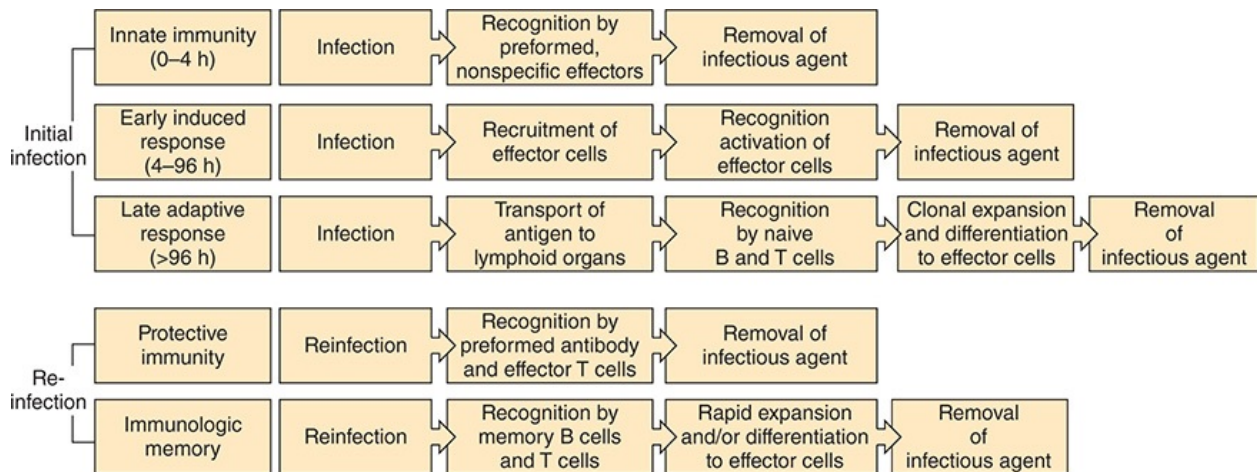 Initial
infection
Innate immunity
(0–4 h)
Infection
Recognition by
preformed,
nonspecific effectors
Removal of
infectious agent
Early induced
response
(4–96 h)
Infection
Recruitment of
effector cells
Recognition
activation of
effector cells
Removal of
infectious agent
Late adaptive
response
(>96 h)
Infection
Transport of
antigen to
lymphoid organs
Recognition
by naive
B and T cells
Clonal expansion
and differentiation
to effector cells
Removal
of
infectious agent
Re-
infection
Protective
immunity
Reinfection
Recognition by
preformed antibody
and effector T cells
Removal of
infectious agent
Immunologic
memory
Reinfection
Recognition by
memory B cells
and T cells
Rapid expansion
and/or differentiation
to effector cells
Removal
of
infectious agent